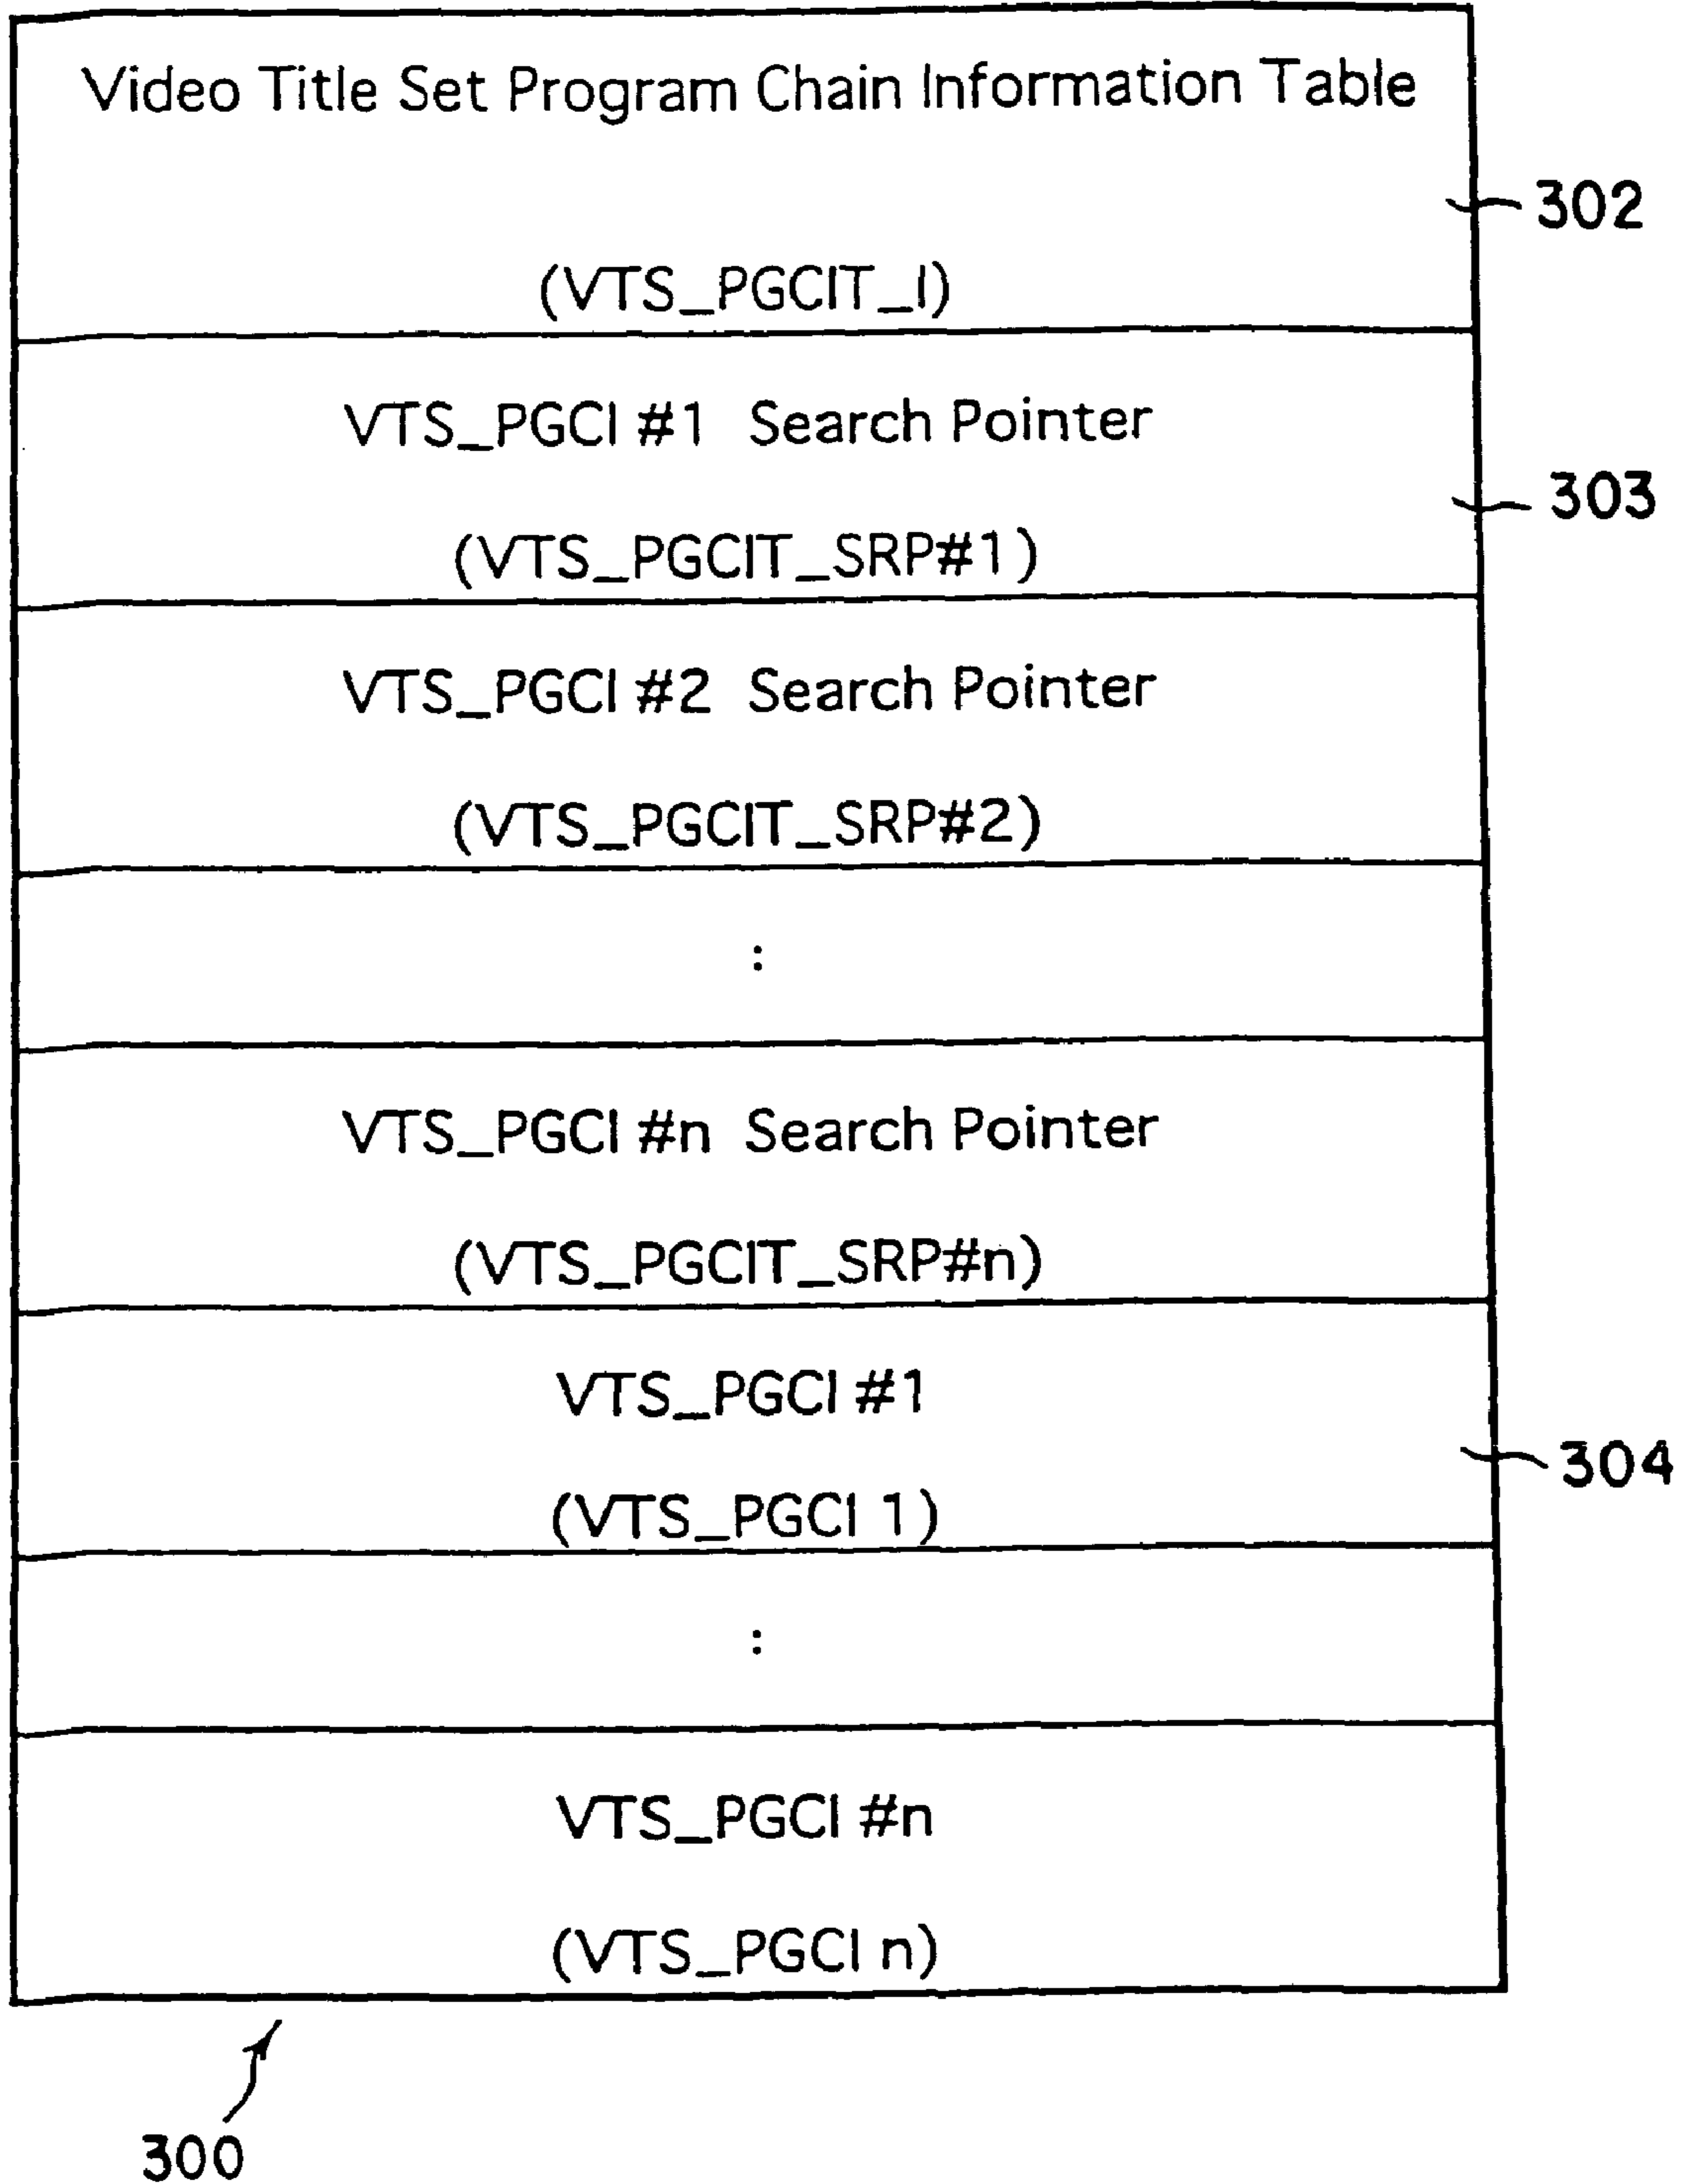 Video Title Set Program Chain Information Table
302
(VTS_PGCIT_I)
VTS_PGCI #1 Search Pointer
303
(VTS_PGCIT_SRP#1)
VTS_PGCI #2 Search Pointer
(VTS_PGCIT_SRP#2)
:
VTS_PGCI #n Search Pointer
(VTS_PGCIT_SRP#n)
VTS_PGCI #1
304
(VTS_PGCI 1)
:
VTS_PGCI #n
(VTS_PGCI n)
300